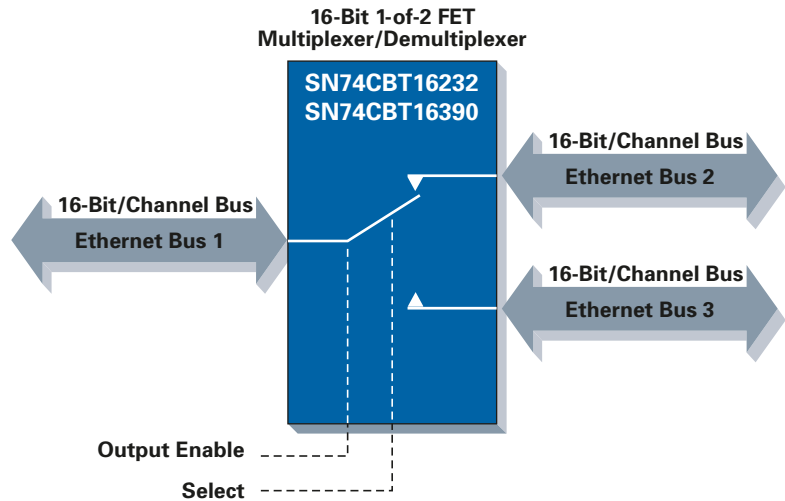 16-Bit 1-of-2 FET
Multiplexer/Demultiplexer
SN74CBT16232
SN74CBT16390
16-Bit/Channel Bus
Ethernet Bus 1
16-Bit/Channel Bus
Ethernet Bus 2
16-Bit/Channel Bus
Ethernet Bus 3
Output Enable
Select